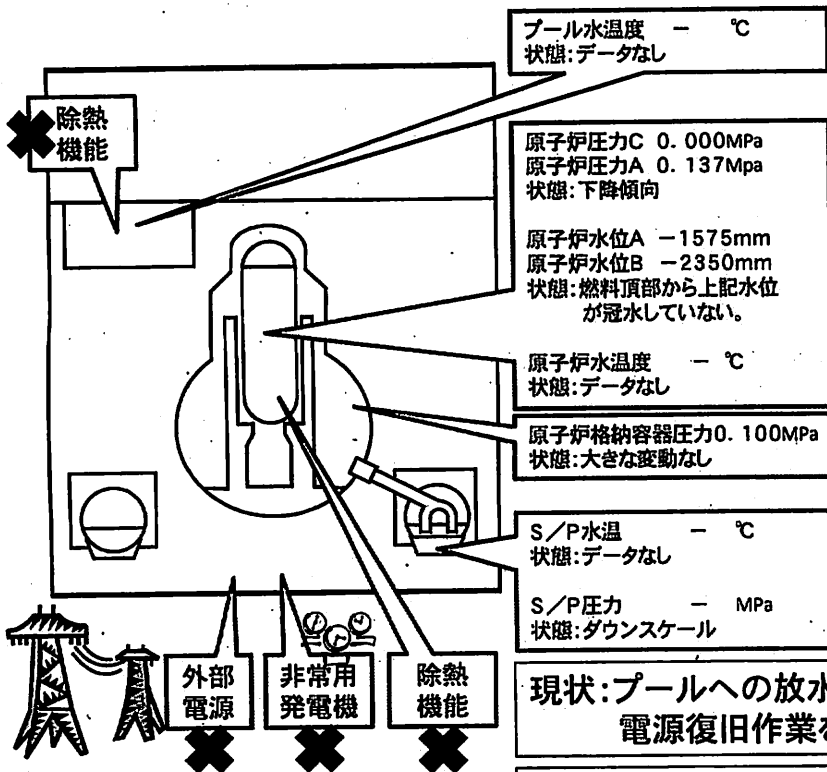 プール水温度 － ℃
状態:データなし
除熱
機能
原子炉圧力C 0.000MPa
原子炉圧力A 0.137Mpa
状態:下降傾向
原子炉水位A －1575mm
原子炉水位B －2350mm
状態:燃料頂部から上記水位
が冠水していない。
原子炉水温度 － ℃
状態:データなし
原子炉格納容器圧力0.100MPa
状態:大きな変動なし
S／P水温 － ℃
状態:データなし
S／P圧力 － MPa
状態:ダウンスケール
外部
電源
非常用
発電機
除熱
機能
現状:プールへの放水
電源復旧作業を